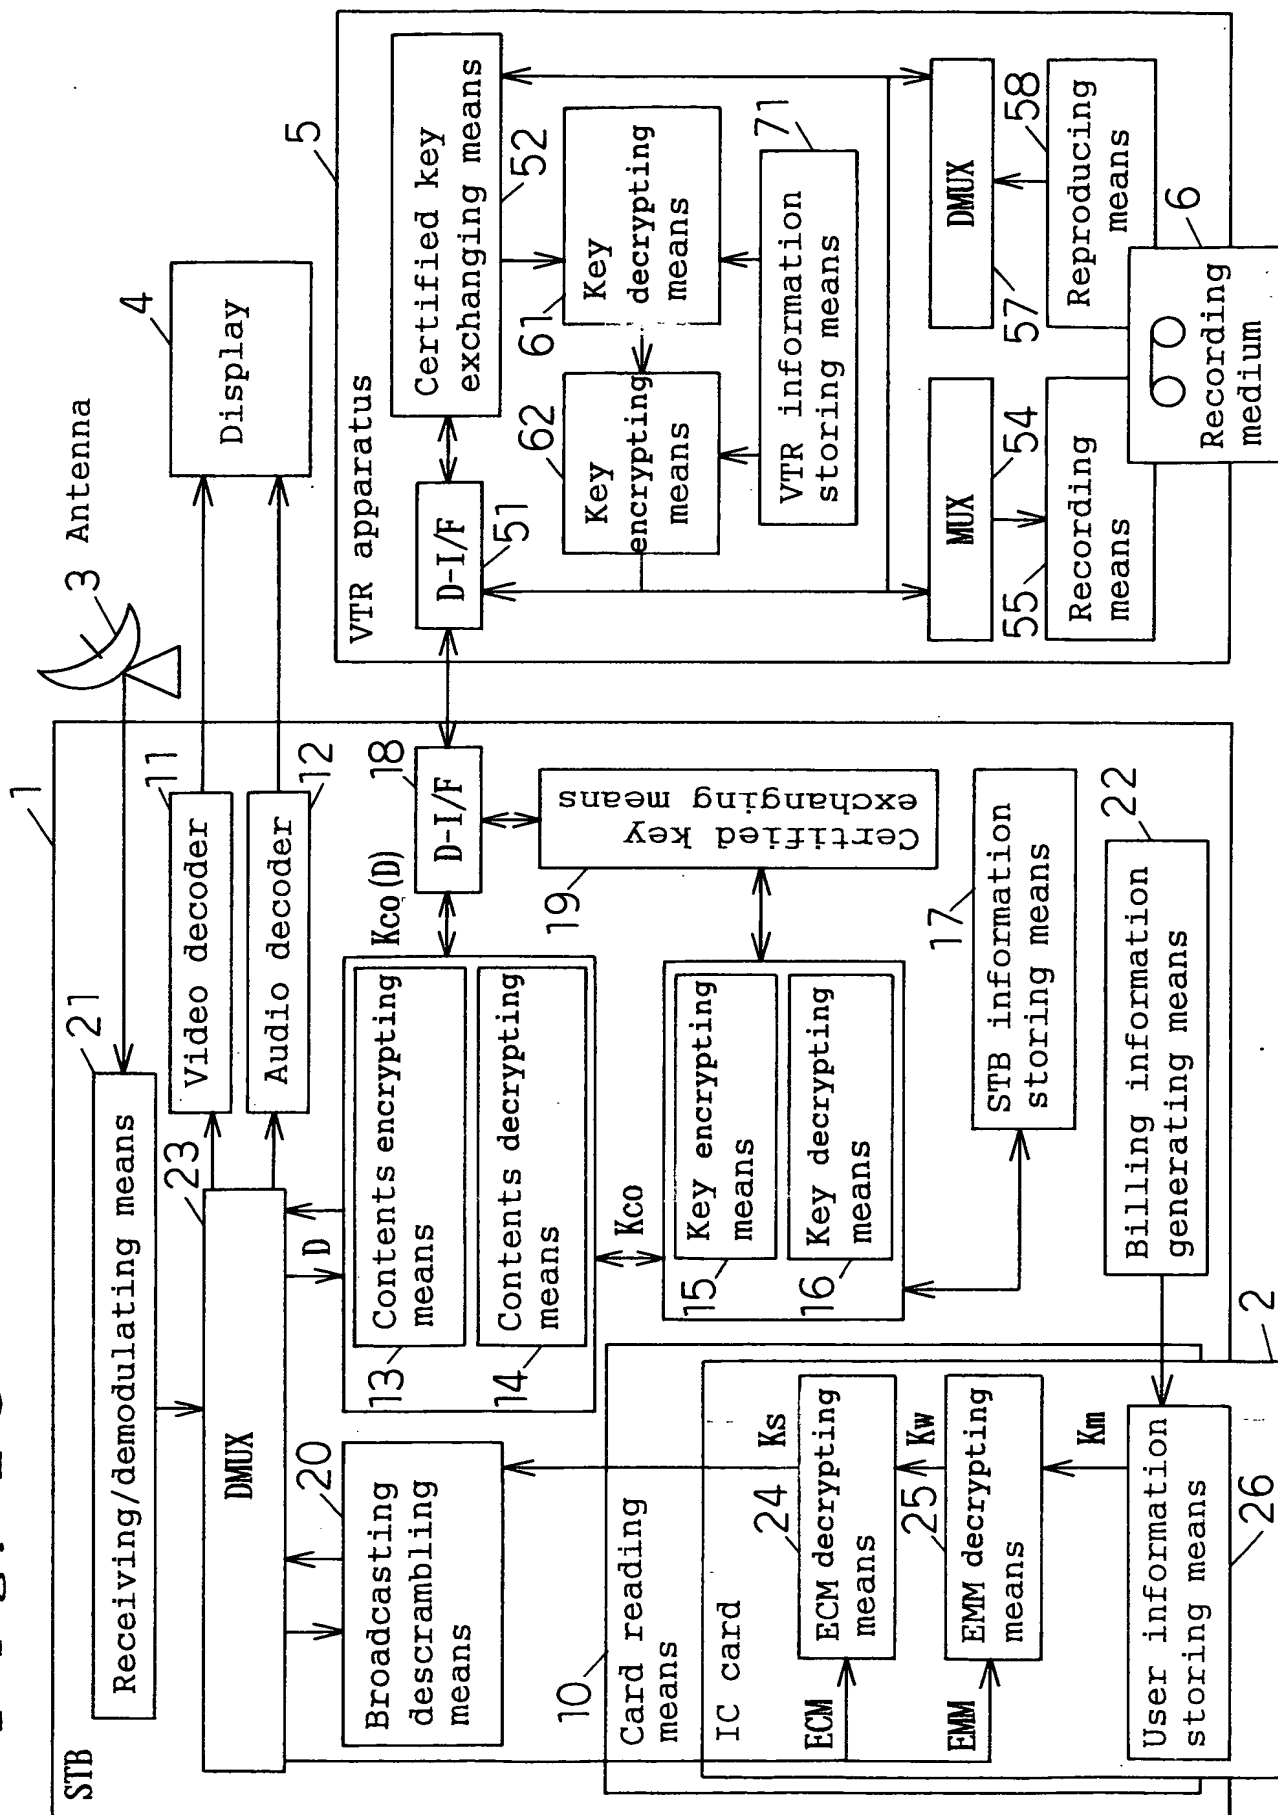 STB
1
3 Antenna
4
Display
Receiving/demodulating means
21
DMUX
23
Video decoder
11
Audio decoder
12
Broadcasting
descrambling
means
20
D
Contents encrypting
means
13
Contents decrypting
means
14
Kco(D)
D-I/F
18
Certified key
exchanging means
19
Kco
Key encrypting
means
15
Key decrypting
means
16
STB information
storing means
17
Billing information
generating means
22
10
Card reading
means
IC card
2
ECM
ECM decrypting
means
24
Ks
EMM
EMM decrypting
means
25
Kw
Km
User information
storing means
26
5
VTR apparatus
D-I/F
51
Certified key
exchanging means
52
Key
decrypting
means
61
Key
encrypting
means
62
VTR information
storing means
71
MUX
54
DMUX
57
Recording
means
55
Reproducing
means
58
Recording
medium
6